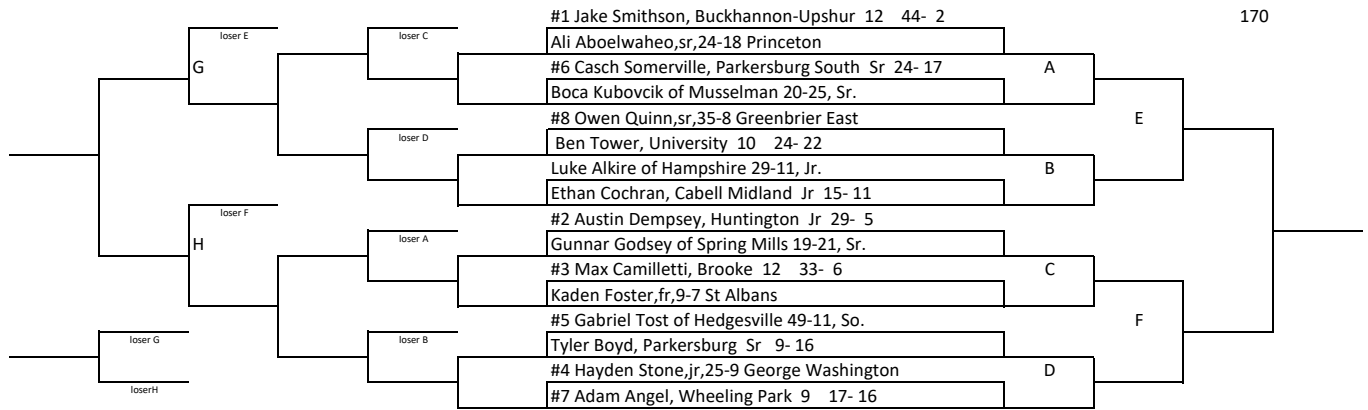 #1 Jake Smithson, Buckhannon-Upshur 12 44- 2
170
loser E
loser C
Ali Aboelwaheo,sr,24-18 Princeton
G
#6 Casch Somerville, Parkersburg South Sr 24- 17
A
Boca Kubovcik of Musselman 20-25, Sr.
#8 Owen Quinn,sr,35-8 Greenbrier East
E
loser D
Ben Tower, University 10 24- 22
Luke Alkire of Hampshire 29-11, Jr.
B
Ethan Cochran, Cabell Midland Jr 15- 11
loser F
#2 Austin Dempsey, Huntington Jr 29- 5
H
loser A
Gunnar Godsey of Spring Mills 19-21, Sr.
#3 Max Camilletti, Brooke 12 33- 6
C
Kaden Foster,fr,9-7 St Albans
#5 Gabriel Tost of Hedgesville 49-11, So.
F
loser G
loser B
Tyler Boyd, Parkersburg Sr 9- 16
#4 Hayden Stone,jr,25-9 George Washington
D
loserH
#7 Adam Angel, Wheeling Park 9 17- 16